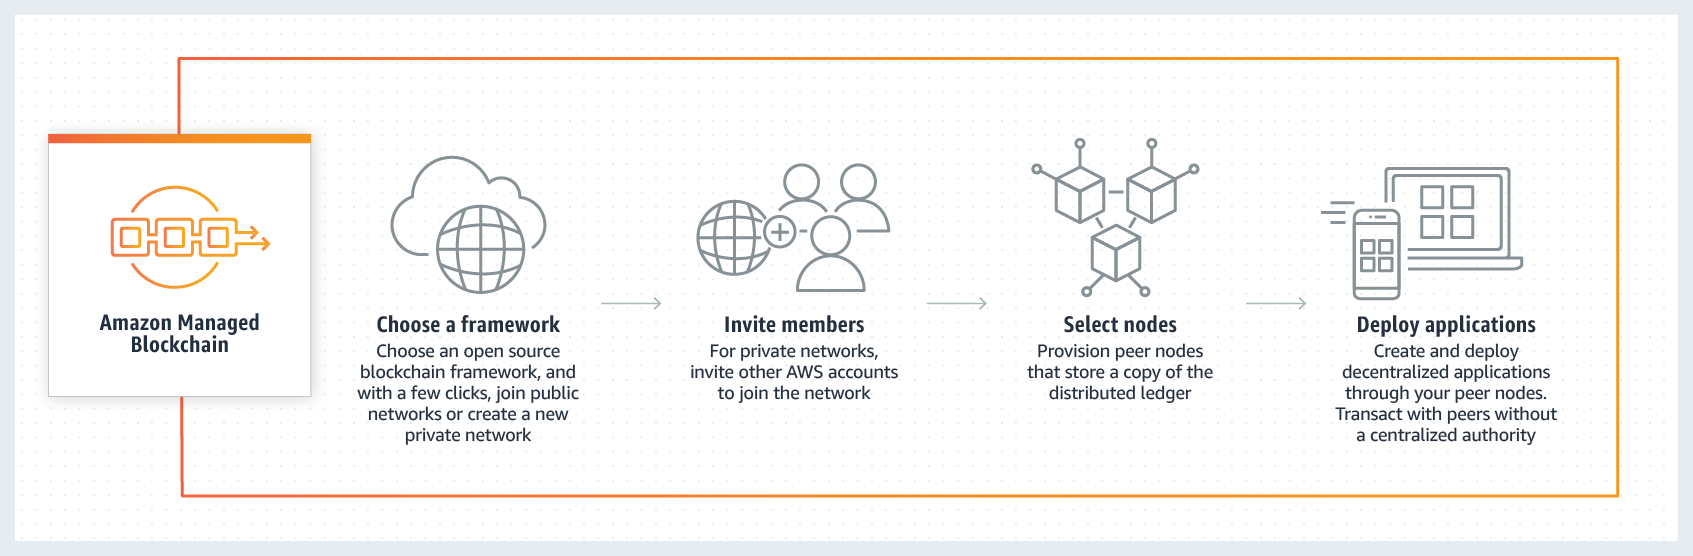 Amazon Managed
Blockchain
Choose a framework
Choose an open source
blockchain framework, and
with a few clicks, join public
networks or create a new
private network
Invite members
For private networks,
invite other AWS accounts
to join the network
Select nodes
Provision peer nodes
that store a copy of the
distributed ledger
Deploy applications
Create and deploy
decentralized applications
through your peer nodes.
Transact with peers without
a centralized authority